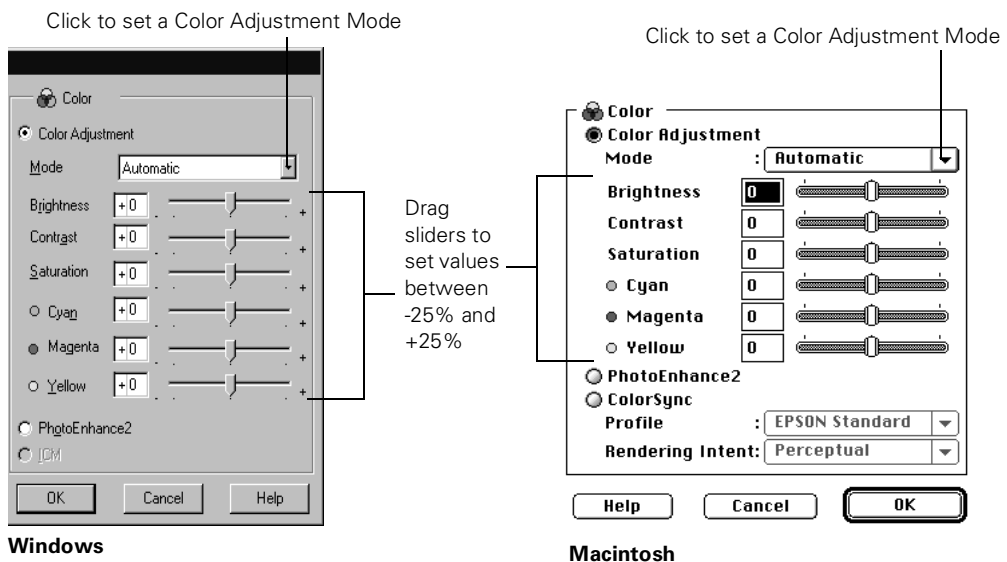 Click to set a Color Adjustment Mode
Color
Color Adjustment
Mode Automatic
Brightness +0 - +
Contrast +0 - +
Saturation +0 - +
Cyan +0 - +
Magenta +0 - +
Yellow +0 - +
PhotoEnhance2
ICM
OK Cancel Help
Windows
Drag
sliders to
set values
between
-25% and
+25%
Click to set a Color Adjustment Mode
Color
Color Adjustment
Mode : Automatic
Brightness 0
Contrast 0
Saturation 0
Cyan 0
Magenta 0
Yellow 0
PhotoEnhance2
ColorSync
Profile : EPSON Standard
Rendering Intent: Perceptual
Help Cancel OK
Macintosh